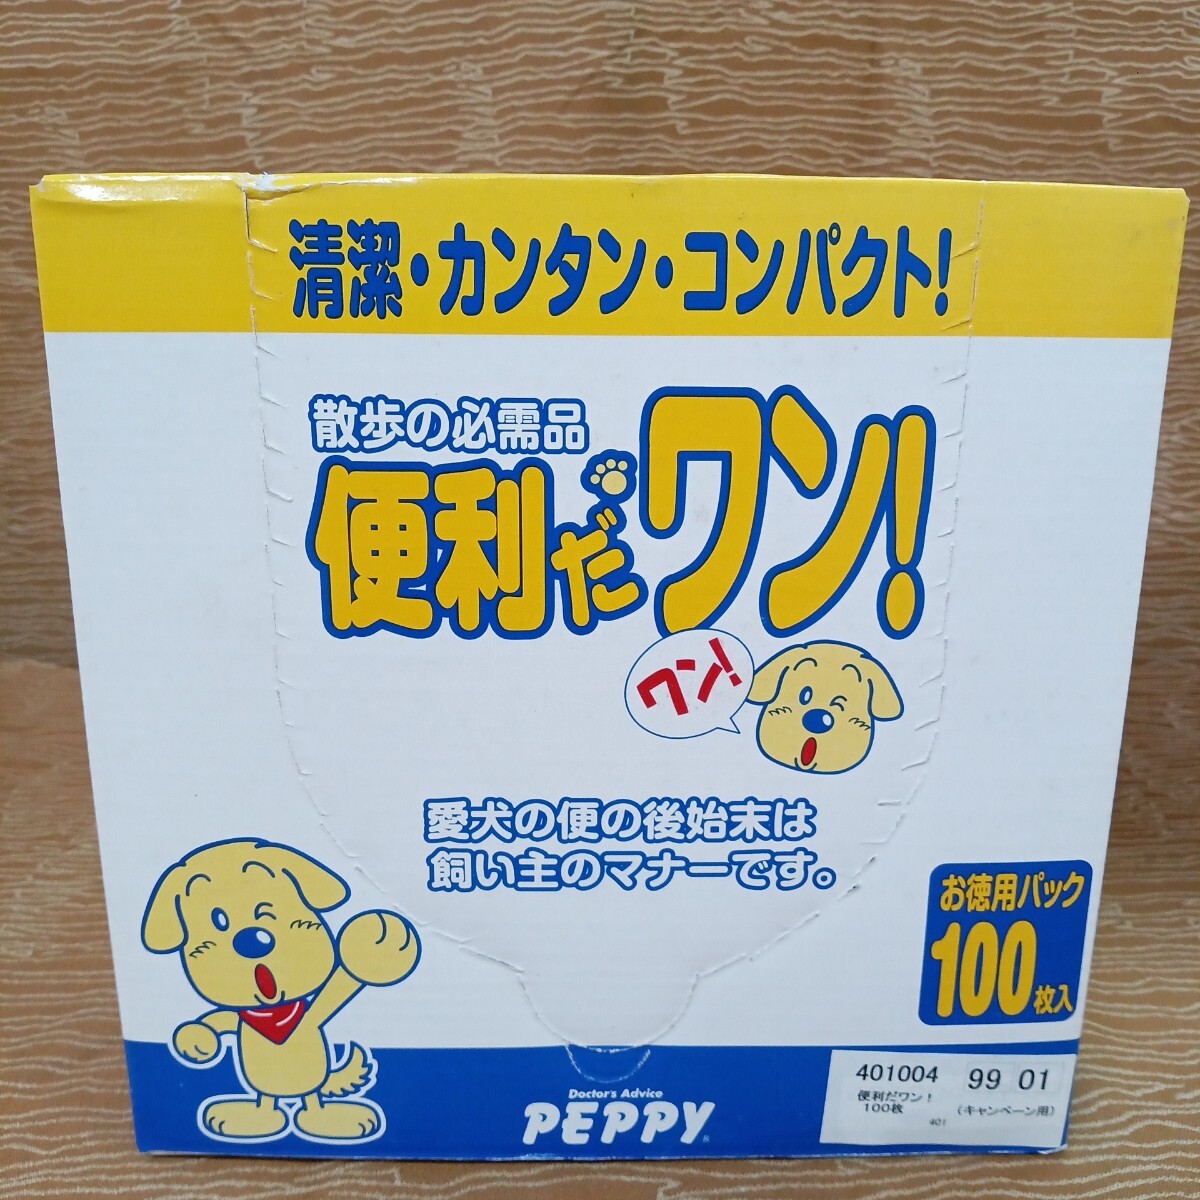 清潔・カンタン・コンパクト!
散歩の必需品
便利だワン!
ワン!
愛犬の便の後始末は
飼い主のマナーです。
お徳用パック
100枚入
Doctor's Advice
PEPPY®
401004 99 01
便利だワン!
100枚 (キャンペーン用)
401